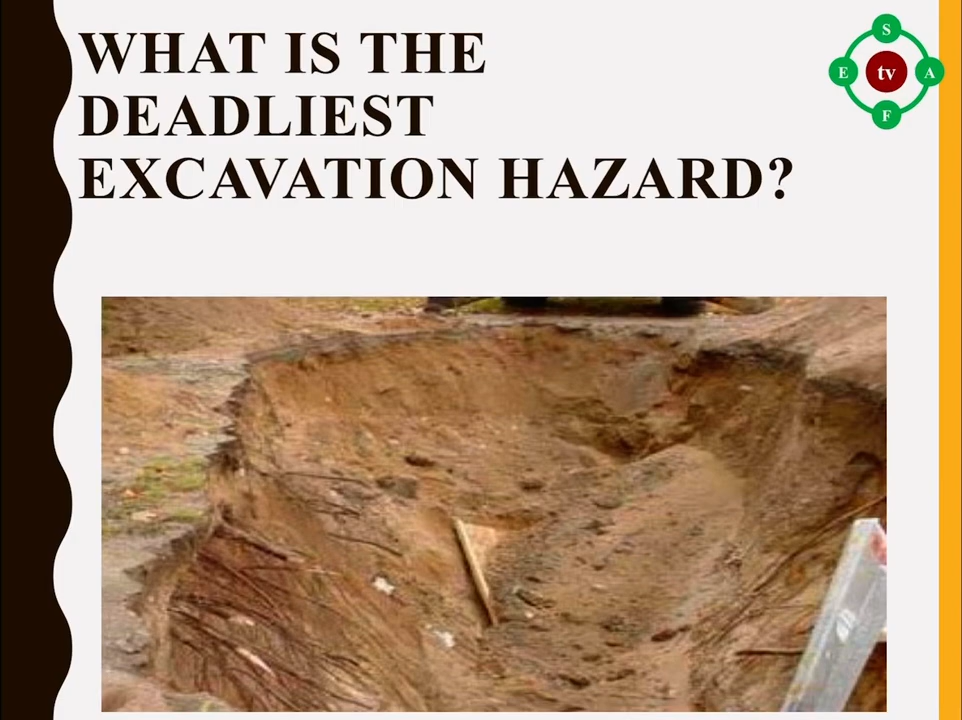 WHAT IS THE
DEADLIEST
EXCAVATION HAZARD?
S
E tv A
F